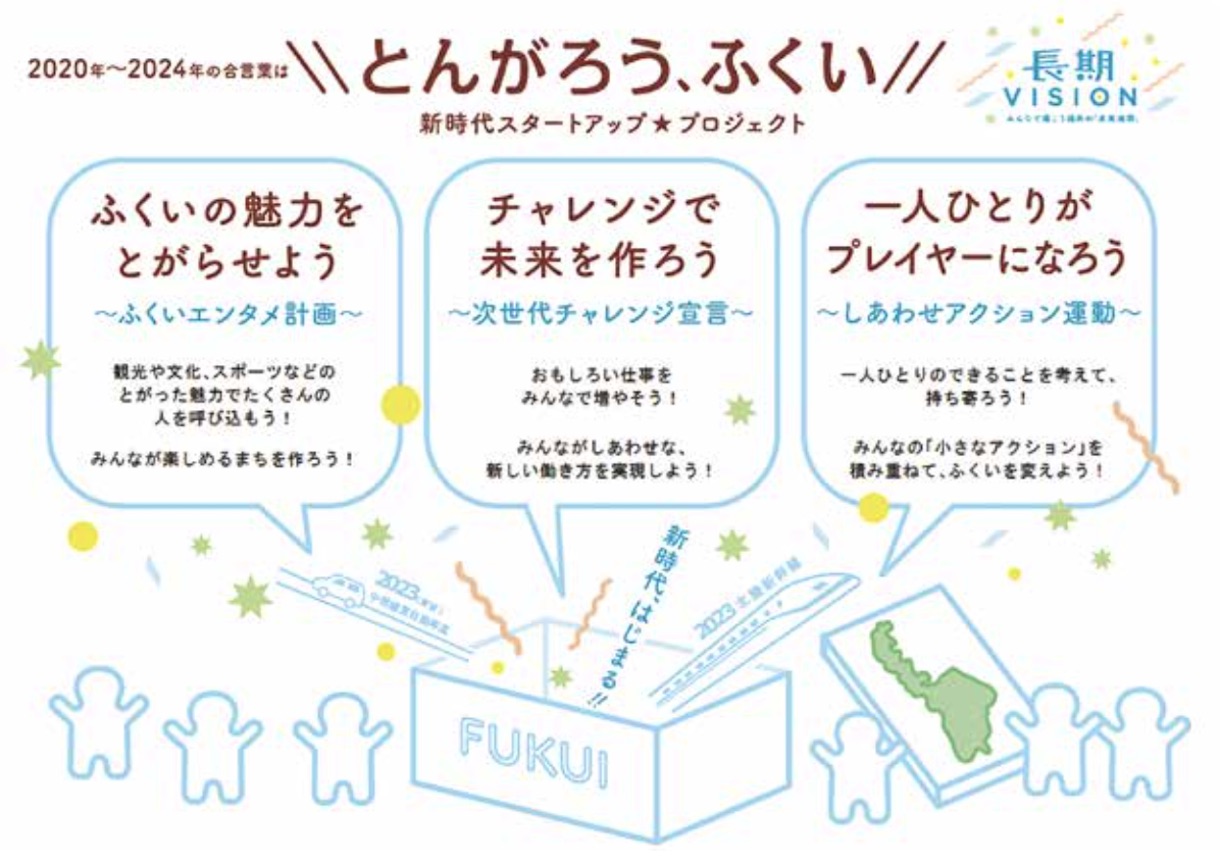 2020年～2024年の合言葉は
\\とんがろう、ふくい//
新時代スタートアップ★プロジェクト
長期
VISION
ふくいの魅力を
とがらせよう
～ふくいエンタメ計画～
観光や文化、スポーツなどの
とがった魅力でたくさんの
人を呼び込もう！
みんなが楽しめるまちを作ろう！
チャレンジで
未来を作ろう
～次世代チャレンジ宣言～
おもしろい仕事を
みんなで増やそう！
みんながしあわせな、
新しい働き方を実現しよう！
一人ひとりが
プレイヤーになろう
～しあわせアクション運動～
一人ひとりのできることを考えて、
持ち寄ろう！
みんなの「小さなアクション」を
積み重ねて、ふくいを変えよう！
2023
新時代、はじまる!!
2023 北陸新幹線
FUKUI